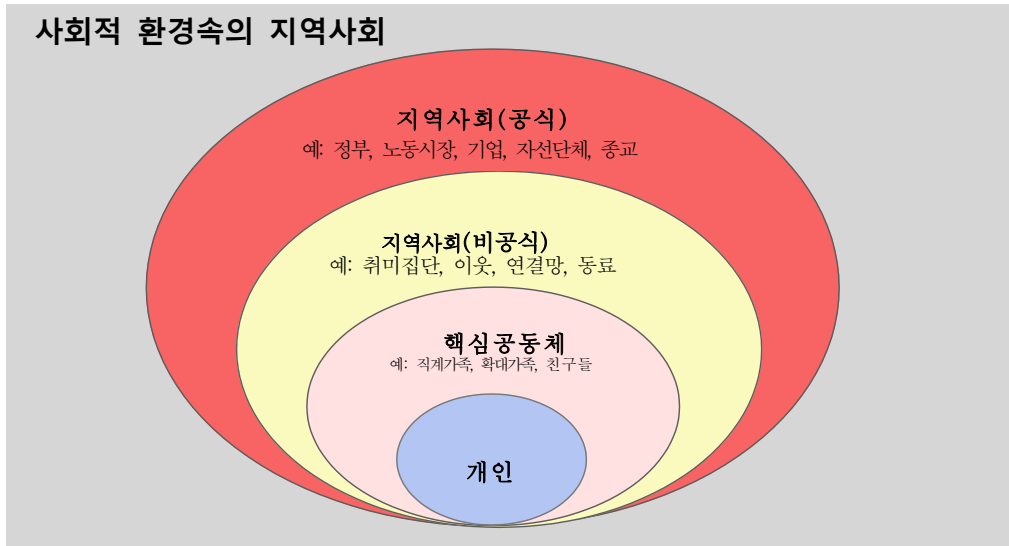 사회적 환경속의 지역사회
지역사회(공식)
예: 정부, 노동시장, 기업, 자선단체, 종교
지역사회(비공식)
예: 취미집단, 이웃, 연결망, 동료
핵심공동체
예: 직계가족, 확대가족, 친구들
개인